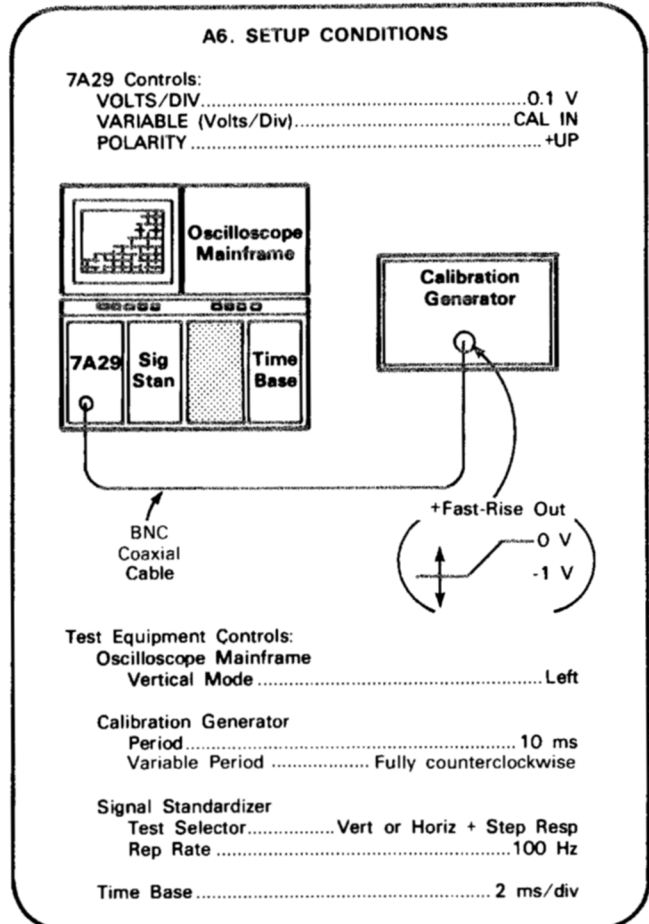 A6. SETUP CONDITIONS
7A29 Controls:
VOLTS/DIV.....0.1 V
VARIABLE (Volts/Div).....CAL IN
POLARITY.....+UP
Oscilloscope
Mainframe
Calibration
Generator
7A29
Sig
Stan
Time
Base
+Fast-Rise Out
0 V
-1 V
BNC
Coaxial
Cable
Test Equipment Controls:
Oscilloscope Mainframe
Vertical Mode.....Left
Calibration Generator
Period.....10 ms
Variable Period.....Fully counterclockwise
Signal Standardizer
Test Selector.....Vert or Horiz + Step Resp
Rep Rate.....100 Hz
Time Base.....2 ms/div